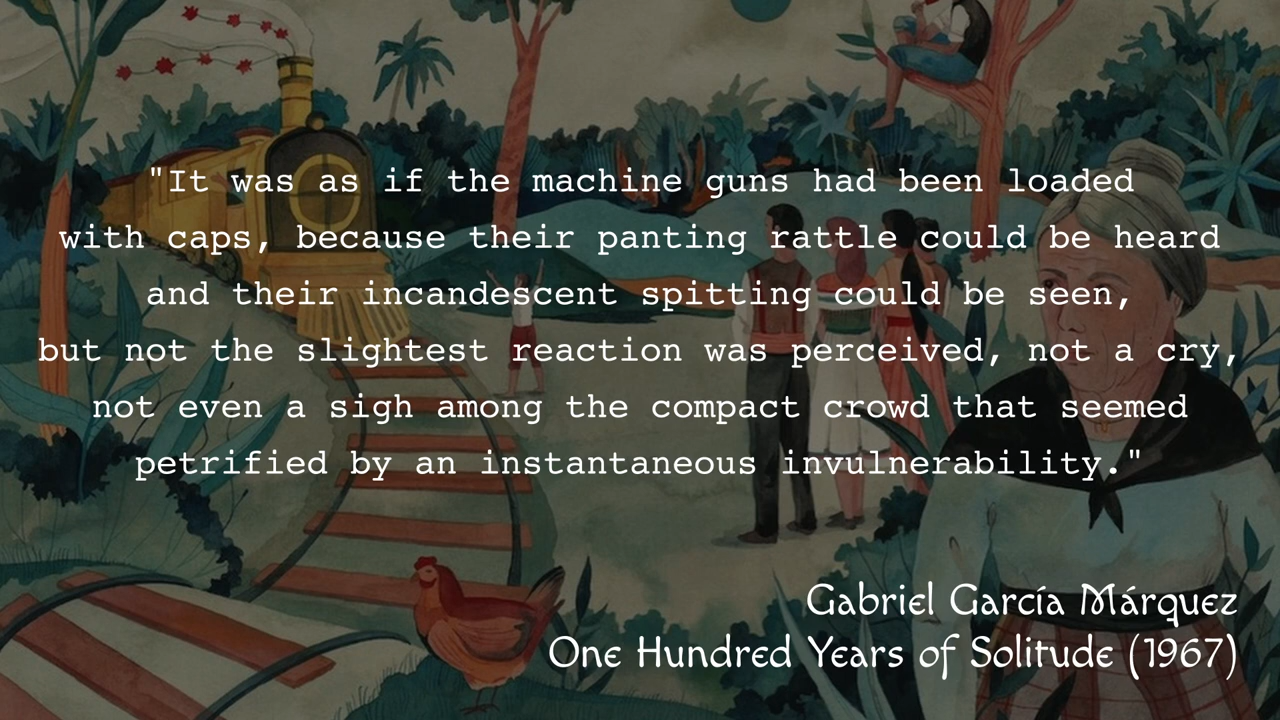 "It was as if the machine guns had been loaded
with caps, because their panting rattle could be heard
and their incandescent spitting could be seen,
but not the slightest reaction was perceived, not a cry,
not even a sigh among the compact crowd that seemed
petrified by an instantaneous invulnerability."
Gabriel García Márquez
One Hundred Years of Solitude (1967)